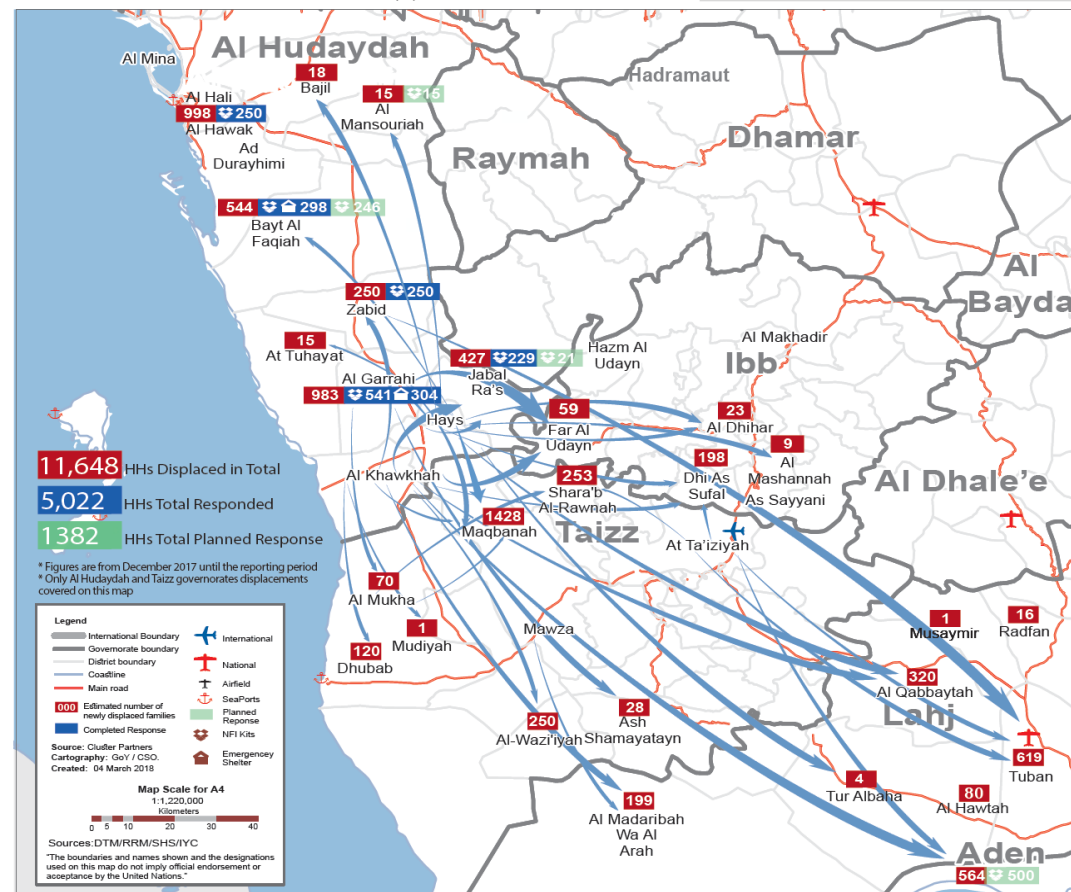 Al Hudaydah
Al Mina
18
Bajil
15 15
Al
Mansouriah
Al Hali
998 250
Al Hawak
Ad
Durayhimi
Hadramaut
Dhamar
Raymah
544 298 246
Bayt Al
Faqiah
Al
Bayda
250 250
Zabid
15
At Tuhayat
Al Garrahi
983 541 304
427 229 21
Jabal
Ra's
Hazm Al
Udayn
Al Makhadir
Ibb
Hays
59
Far Al
Udayn
23
Al Dhihar
9
Al
Mashannah
198
Dhi As
Sufal
As Sayyani
Al Dhale'e
Al Khawkhah
253
Shara'b
Al-Rawnah
1428
Maqbanah
Taizz
At Ta'iziyah
11,648 HHs Displaced in Total
5,022 HHs Total Responded
1382 HHs Total Planned Response
* Figures are from December 2017 until the reporting period
* Only Al Hudaydah and Taizz governorates displacements
covered on this map
70
Al Mukha
1
Mudiyah
120
Dhubab
Mawza
1
Musaymir
16
Radfan
320
Al Qabbaytah
Lahj
250
Al-Wazi'iyah
28
Ash
Shamayatayn
619
Tuban
4
Tur Albaha
80
Al Hawtah
199
Al Madaribah
Wa Al
Arah
Aden
564 500
Legend
International Boundary
Governorate boundary
District boundary
Coastline
Main road
000 Estimated number of
newly displaced families
Completed Response
International
National
Airfield
SeaPorts
Planned
Reponse
NFI Kits
Emergencey
Shelter
Source: Cluster Partners
Cartography: GoY / CSO.
Created: 04 March 2018
Map Scale for A4
1:1,220,000
Kilometers
0 5 10 20 30 40
Sources:DTM/RRM/SHS/IYC
"The boundaries and names shown and the designations
used on this map do not imply official endorsement or
acceptance by the United Nations."